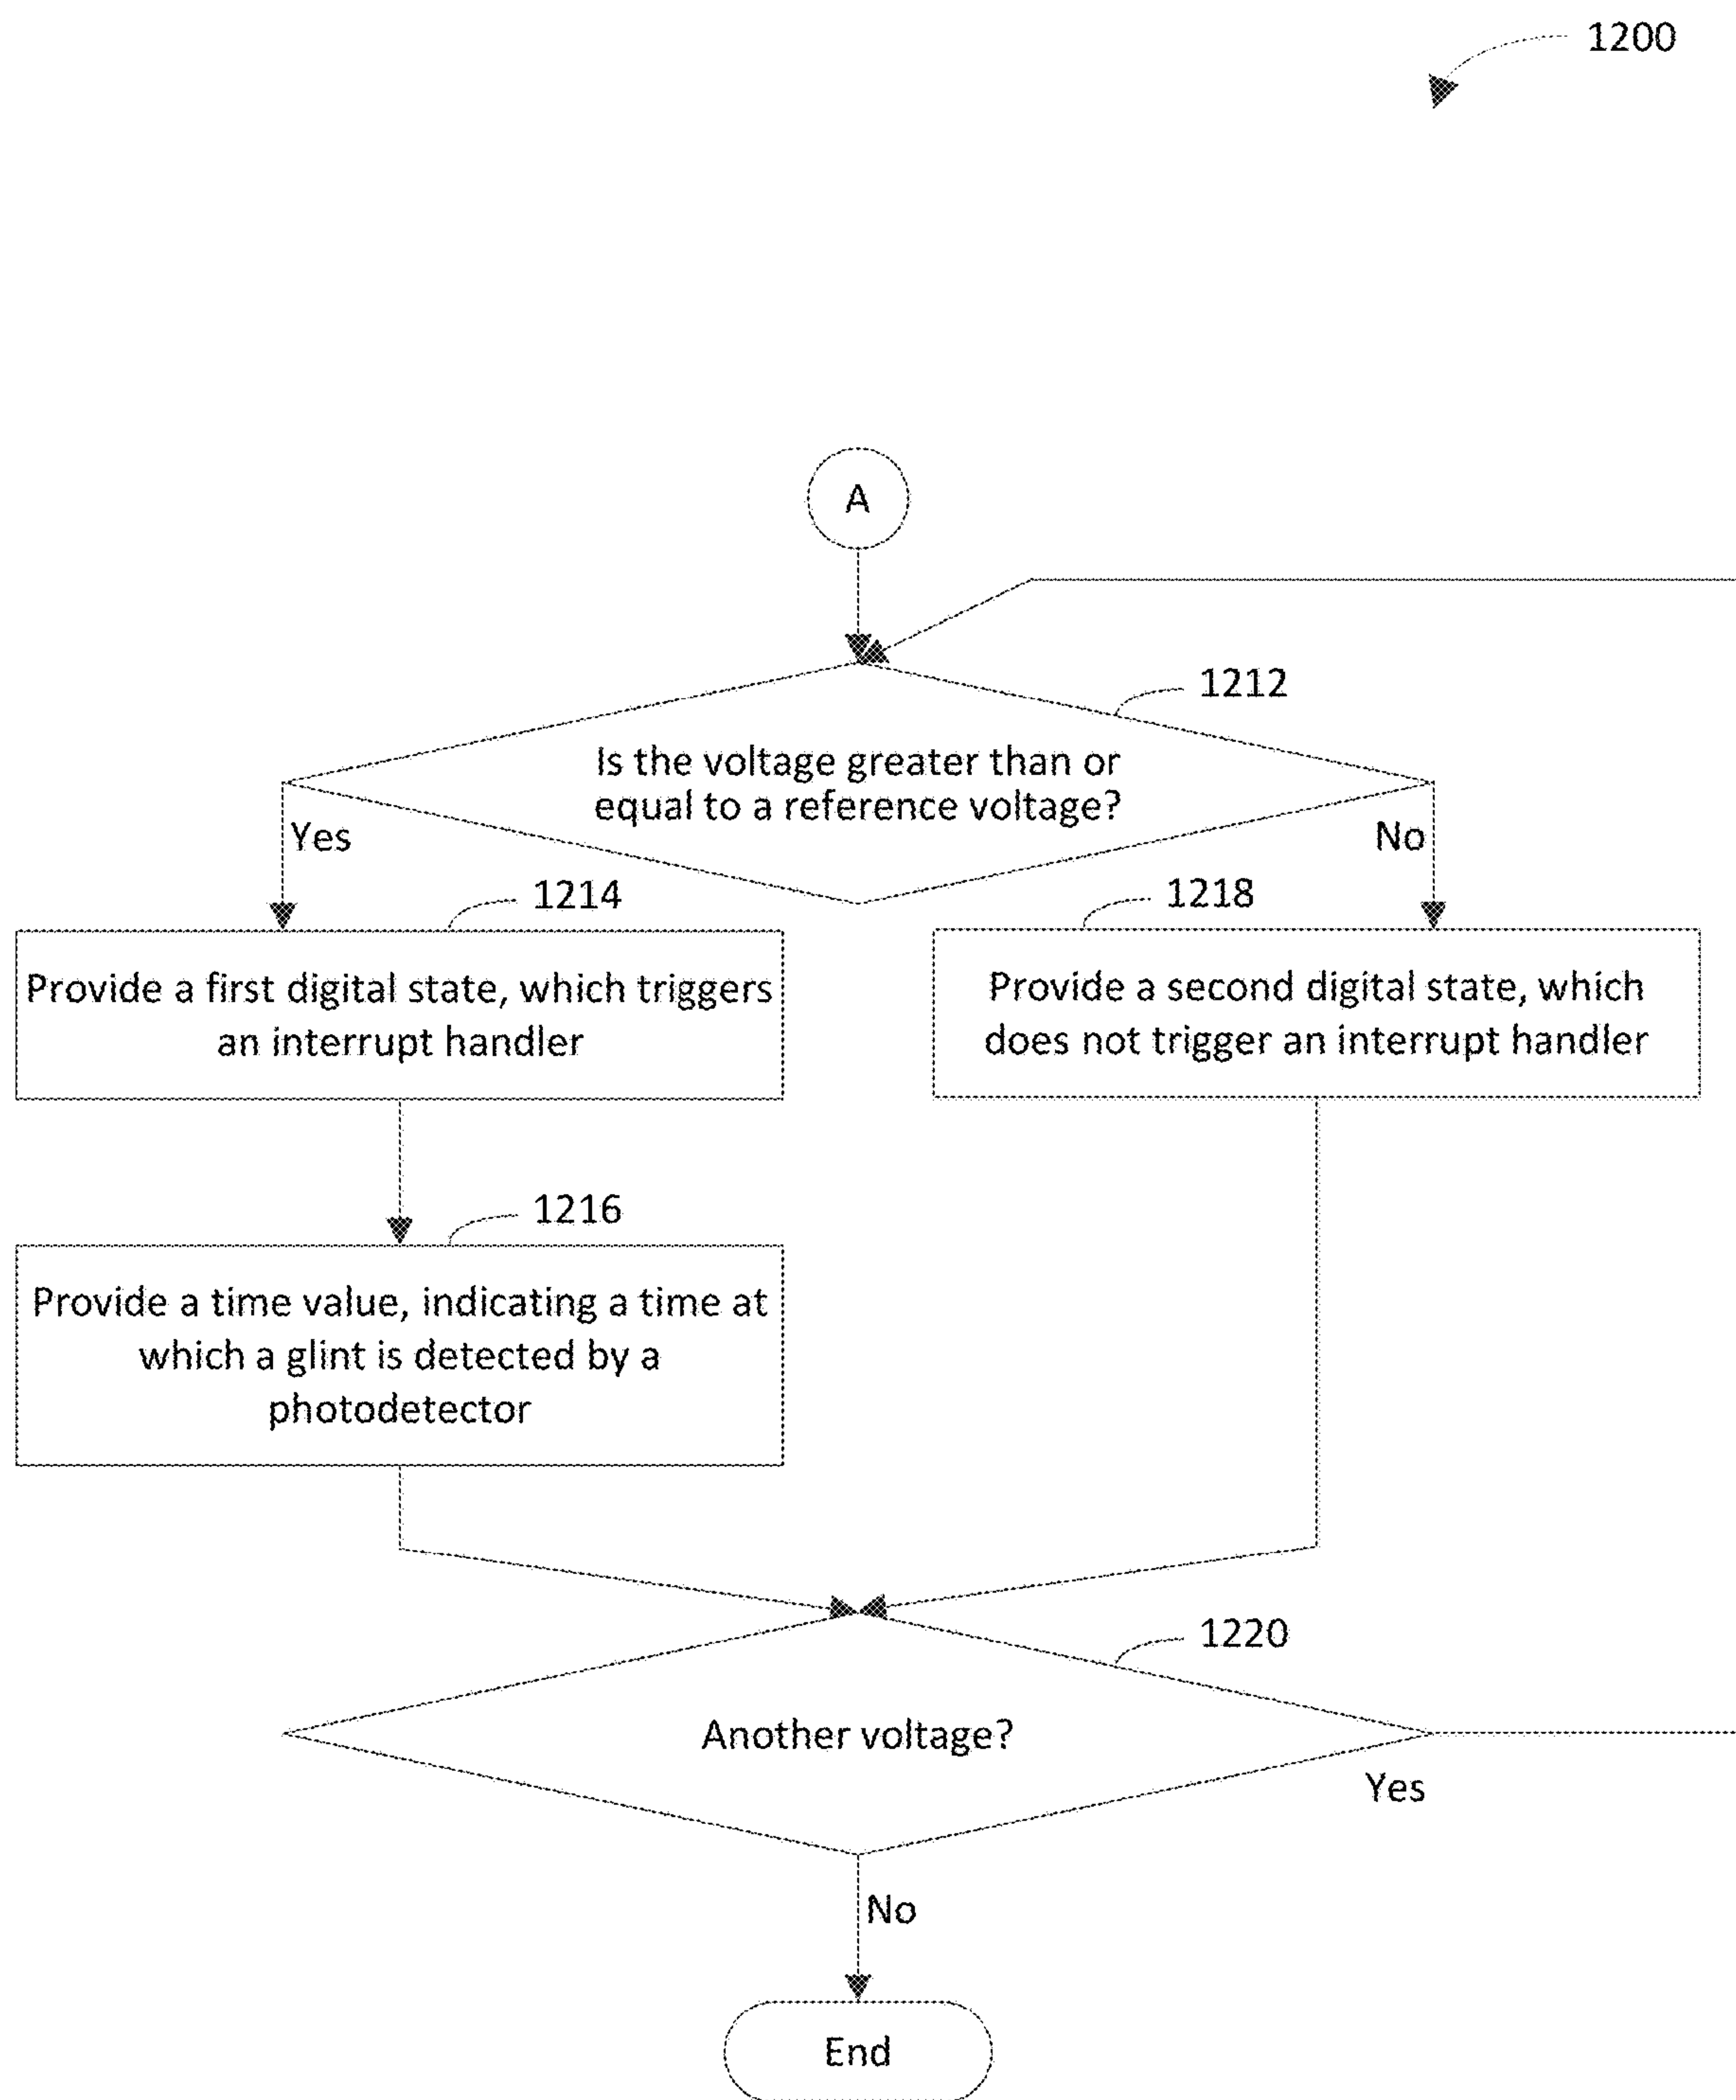 1200
A
1212
Is the voltage greater than or
equal to a reference voltage?
Yes
No
1214
1218
Provide a first digital state, which triggers
an interrupt handler
Provide a second digital state, which
does not trigger an interrupt handler
1216
Provide a time value, indicating a time at
which a glint is detected by a
photodetector
1220
Another voltage?
Yes
No
End